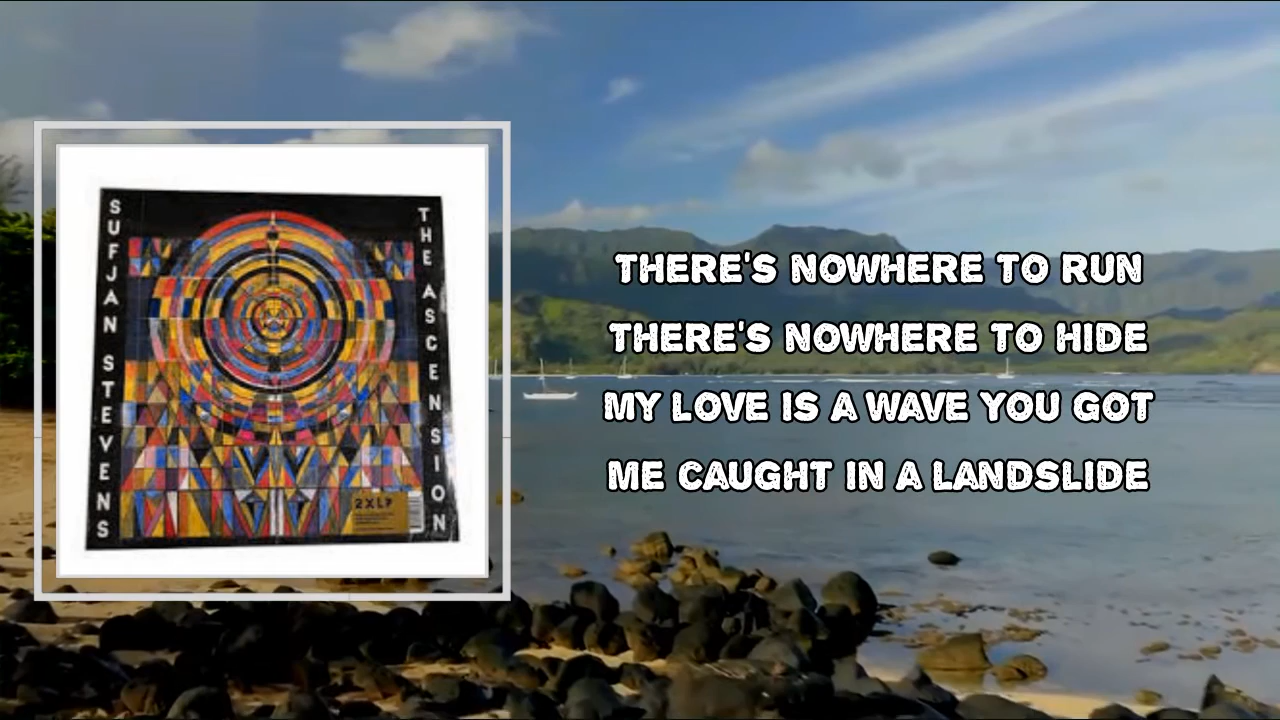 SUFJAN STEVENS
THE ASCENSION
2XLP
THERE'S NOWHERE TO RUN
THERE'S NOWHERE TO HIDE
MY LOVE IS A WAVE YOU GOT
ME CAUGHT IN A LANDSLIDE